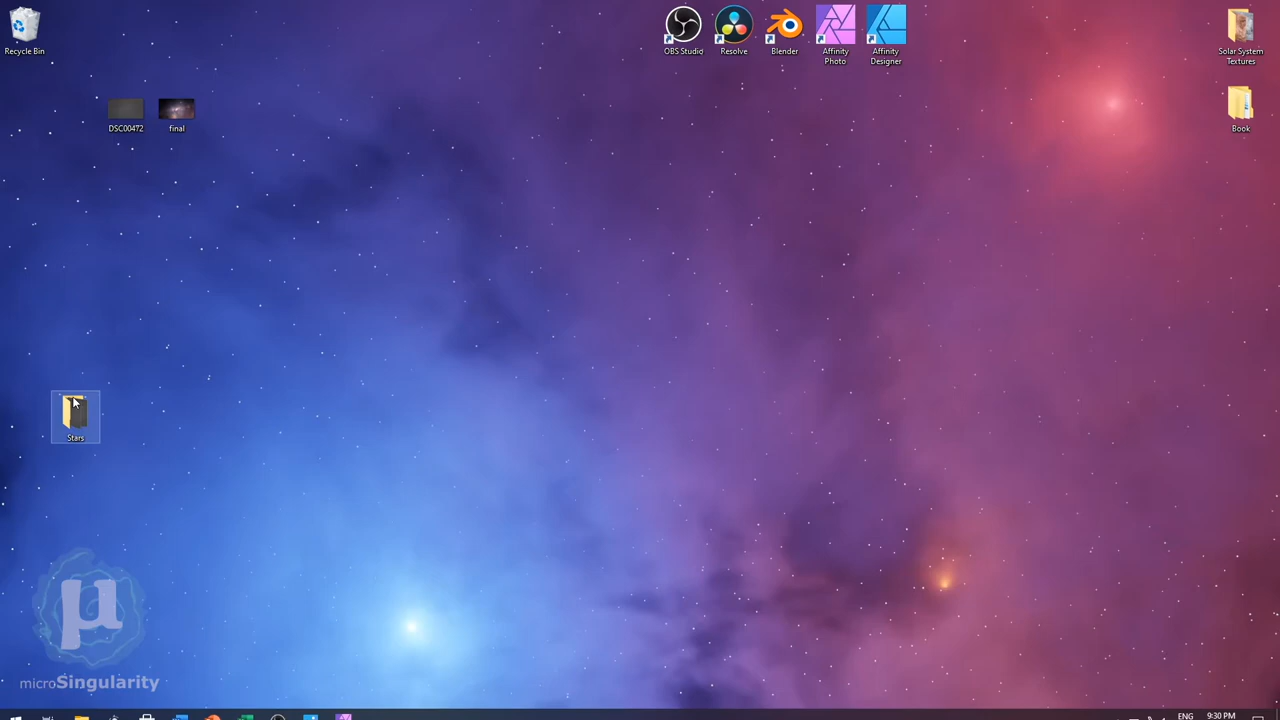 Recycle Bin
OBS Studio
Resolve
Blender
Affinity
Photo
Affinity
Designer
Solar System
Textures
DSC00472
final
Book
Stars
μ
microSingularity
ENG
9:30 PM